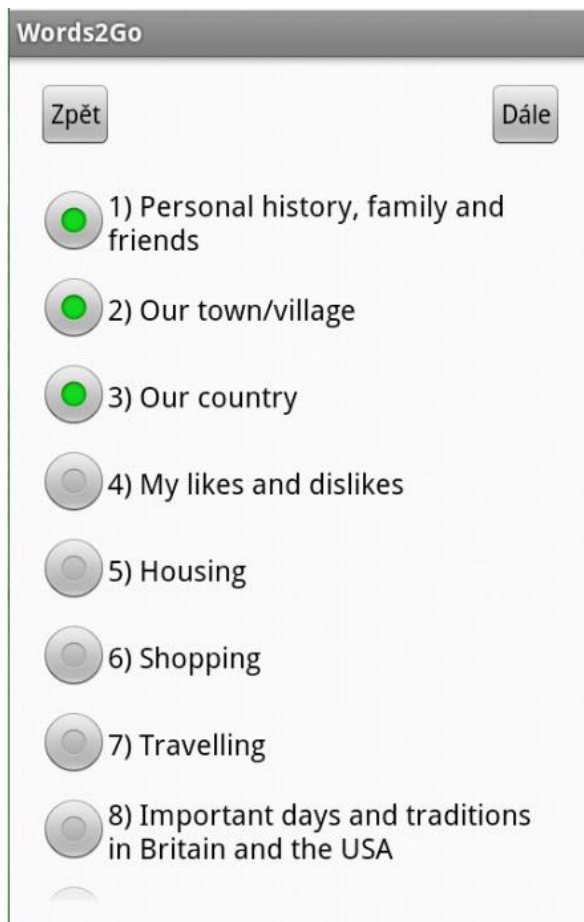 Words2Go
Zpět
Dále
1) Personal history, family and
friends
2) Our town/village
3) Our country
4) My likes and dislikes
5) Housing
6) Shopping
7) Travelling
8) Important days and traditions
in Britain and the USA